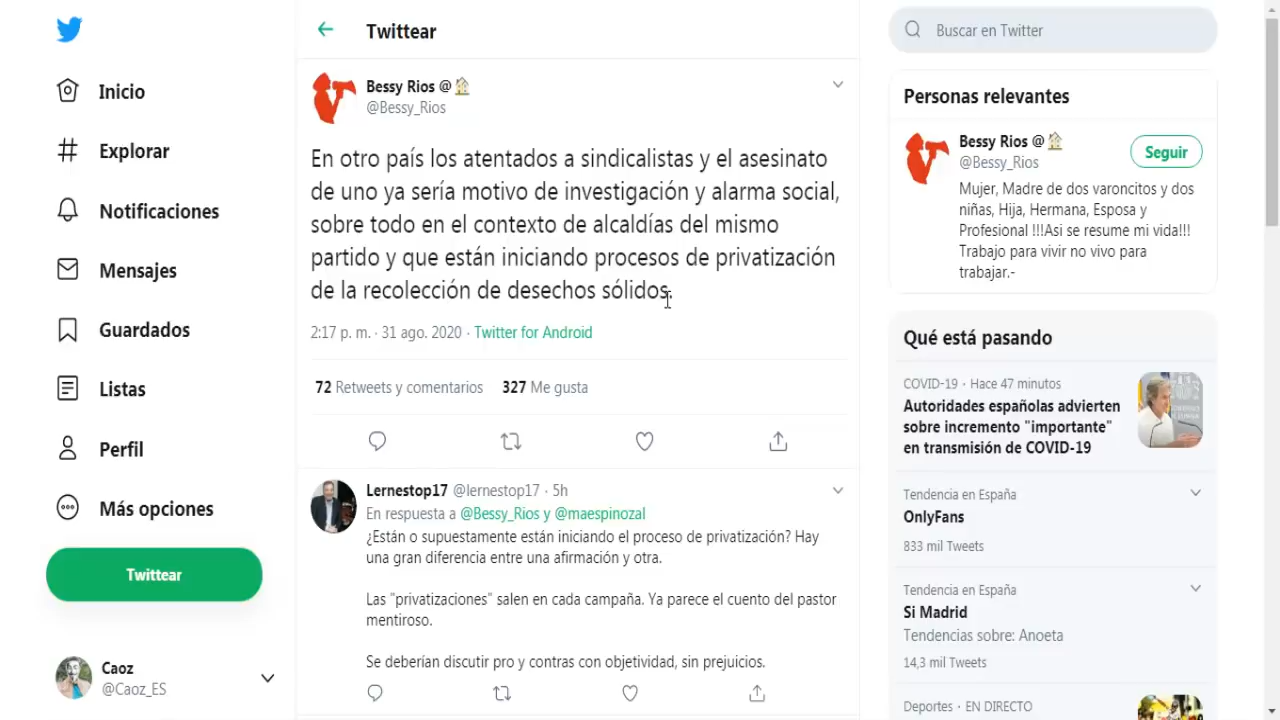 Inicio
Explorar
Notificaciones
Mensajes
Guardados
Listas
Perfil
Más opciones
Twittear
Caoz
@Caoz_ES
Twittear
Bessy Rios @🏠
@Bessy_Rios
En otro país los atentados a sindicalistas y el asesinato
de uno ya sería motivo de investigación y alarma social,
sobre todo en el contexto de alcaldías del mismo
partido y que están iniciando procesos de privatización
de la recolección de desechos sólidos.
2:17 p. m. · 31 ago. 2020 · Twitter for Android
72 Retweets y comentarios 327 Me gusta
Lernestop17 @lernestop17 · 5h
En respuesta a @Bessy_Rios y @maespinozal
¿Están o supuestamente están iniciando el proceso de privatización? Hay
una gran diferencia entre una afirmación y otra.
Las "privatizaciones" salen en cada campaña. Ya parece el cuento del pastor
mentiroso.
Se deberían discutir pro y contras con objetividad, sin prejuicios.
Buscar en Twitter
Personas relevantes
Bessy Rios @🏠
@Bessy_Rios
Seguir
Mujer, Madre de dos varoncitos y dos
niñas, Hija, Hermana, Esposa y
Profesional !!!Asi se resume mi vida!!!
Trabajo para vivir no vivo para
trabajar.-
Qué está pasando
COVID-19 · Hace 47 minutos
Autoridades españolas advierten
sobre incremento "importante"
en transmisión de COVID-19
Tendencia en España
OnlyFans
833 mil Tweets
Tendencia en España
Si Madrid
Tendencias sobre: Anoeta
14,3 mil Tweets
Deportes · EN DIRECTO